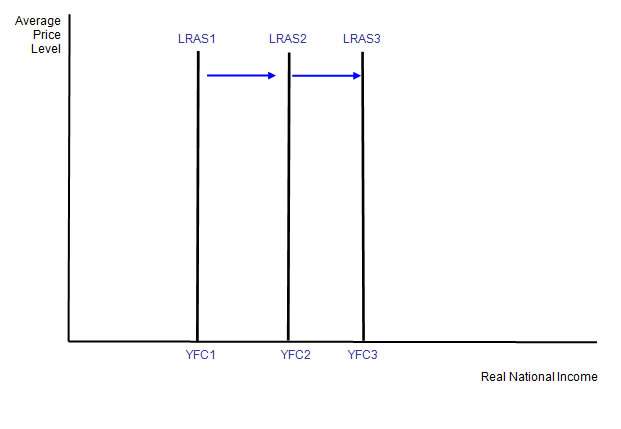 Average
Price
Level
LRAS1 LRAS2 LRAS3
YFC1 YFC2 YFC3
Real National Income